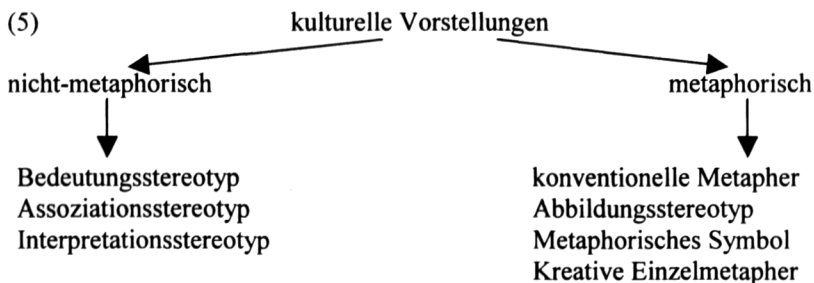 (5) kulturelle Vorstellungen
nicht-metaphorisch metaphorisch
Bedeutungsstereotyp konventionelle Metapher
Assoziationsstereotyp Abbildungsstereotyp
Interpretationsstereotyp Metaphorisches Symbol
Kreative Einzelmetapher